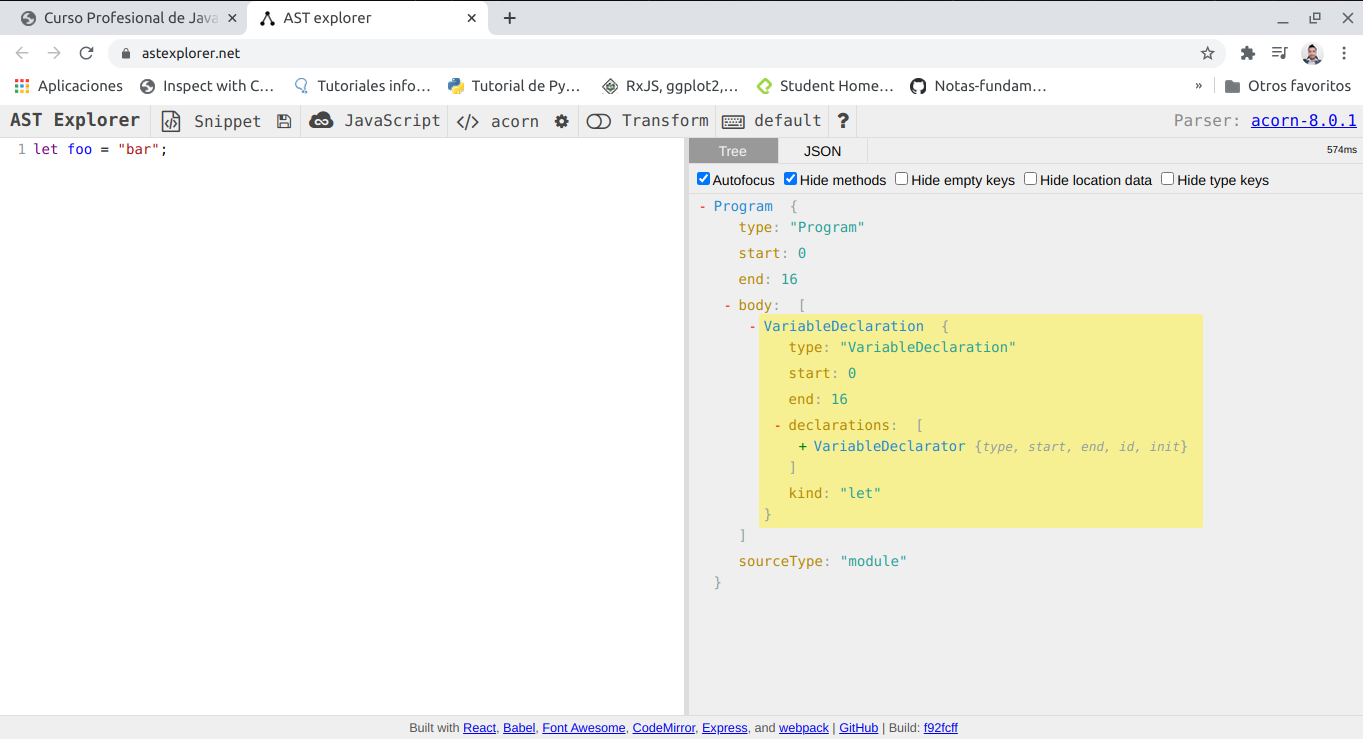 Curso Profesional de Java
AST explorer
astexplorer.net
Aplicaciones Inspect with C... Tutoriales info... Tutorial de Py... RxJS, ggplot2,... Student Home... Notas-fundam... » Otros favoritos
AST Explorer Snippet JavaScript </> acorn Transform default ? Parser: acorn-8.0.1
1 let foo = "bar";
Tree JSON 574ms
Autofocus Hide methods Hide empty keys Hide location data Hide type keys
- Program {
type: "Program"
start: 0
end: 16
- body: [
- VariableDeclaration {
type: "VariableDeclaration"
start: 0
end: 16
- declarations: [
+ VariableDeclarator {type, start, end, id, init}
]
kind: "let"
}
]
sourceType: "module"
}
Built with React, Babel, Font Awesome, CodeMirror, Express, and webpack | GitHub | Build: f92fcff